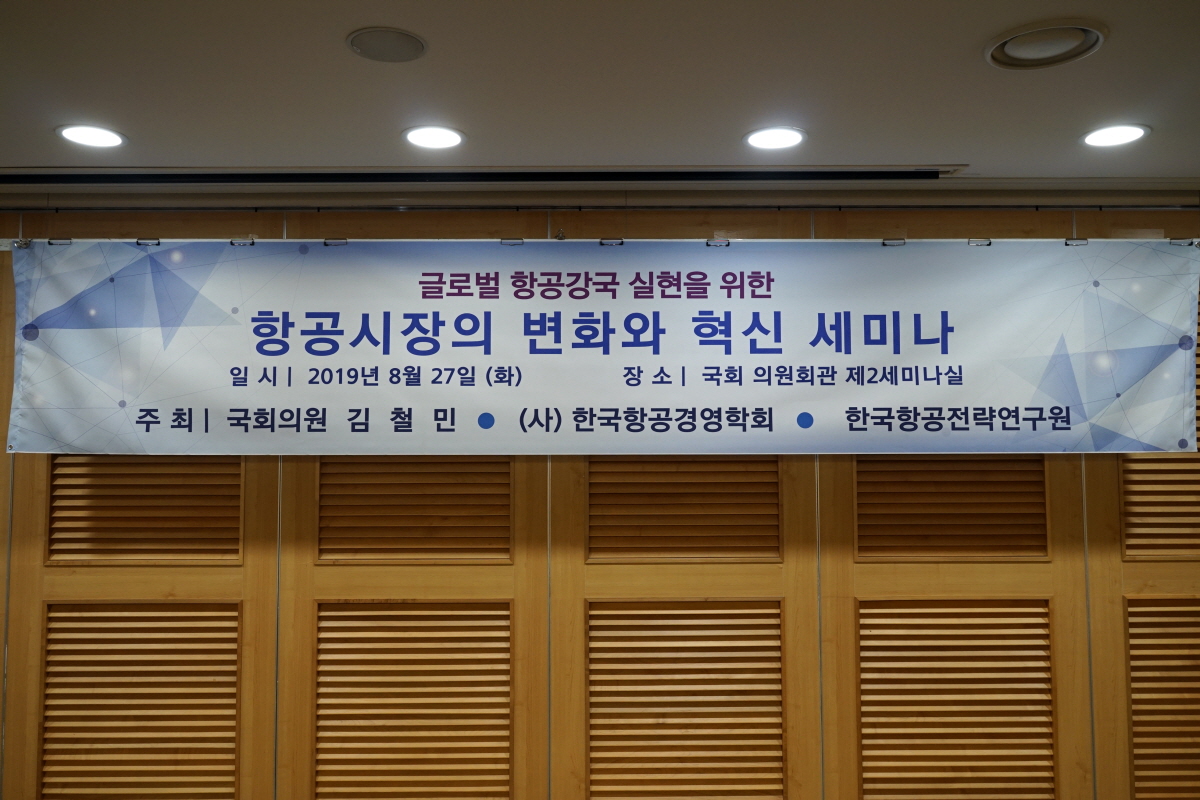 글로벌 항공강국 실현을 위한
항공시장의 변화와 혁신 세미나
일 시 | 2019년 8월 27일 (화) 장 소 | 국회 의원회관 제2세미나실
주 최 | 국회의원 김 철 민 ● (사) 한국항공경영학회 ● 한국항공전략연구원